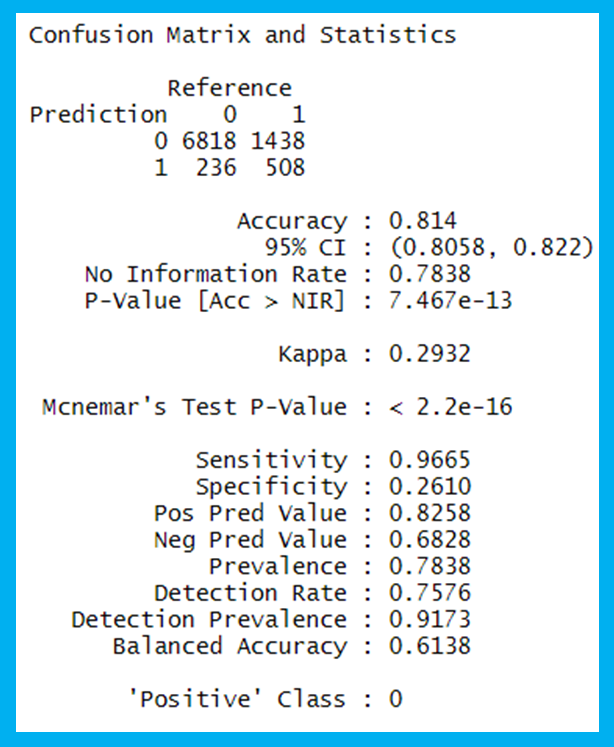 Confusion Matrix and Statistics
Reference
Prediction 0 1
0 6818 1438
1 236 508
Accuracy : 0.814
95% CI : (0.8058, 0.822)
No Information Rate : 0.7838
P-Value [Acc > NIR] : 7.467e-13
Kappa : 0.2932
Mcnemar's Test P-Value : < 2.2e-16
Sensitivity : 0.9665
Specificity : 0.2610
Pos Pred Value : 0.8258
Neg Pred Value : 0.6828
Prevalence : 0.7838
Detection Rate : 0.7576
Detection Prevalence : 0.9173
Balanced Accuracy : 0.6138
'Positive' Class : 0